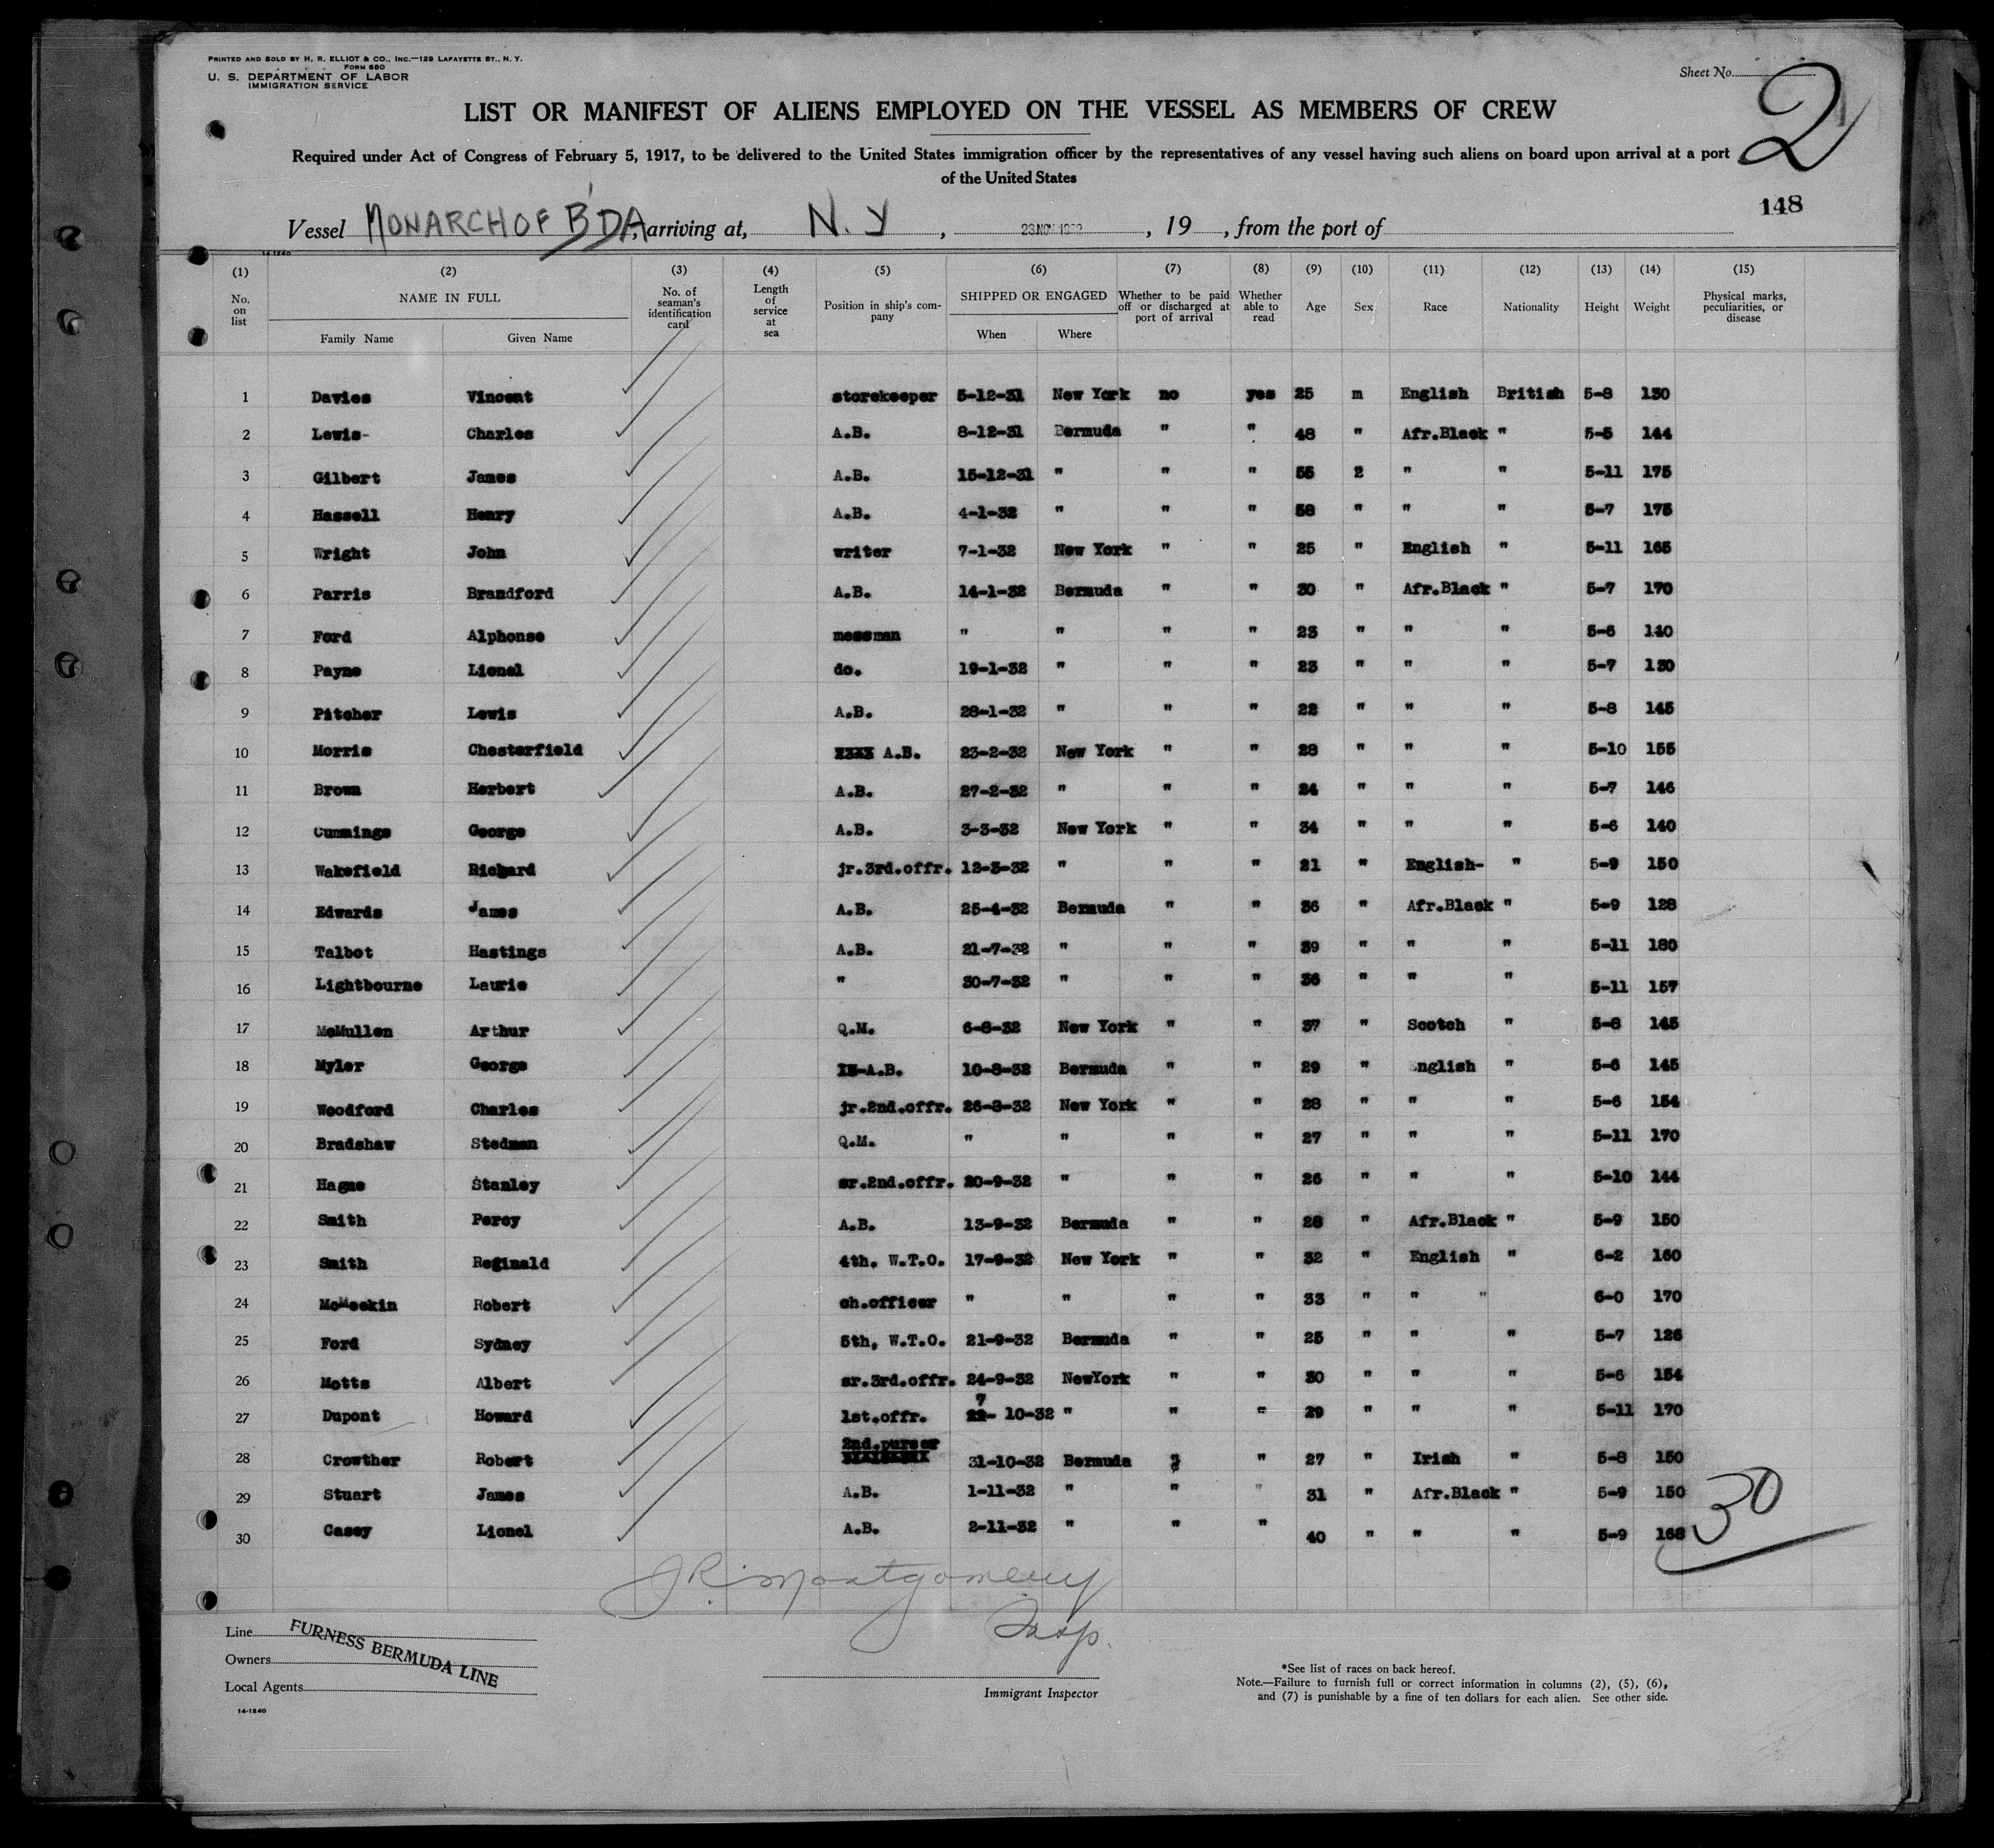 PRINTED AND SOLD BY H. R. ELLIOT & CO., INC.—129 LAFAYETTE ST., N. Y.
FORM 680
U. S. DEPARTMENT OF LABOR
IMMIGRATION SERVICE
Sheet No. 2
LIST OR MANIFEST OF ALIENS EMPLOYED ON THE VESSEL AS MEMBERS OF CREW
Required under Act of Congress of February 5, 1917, to be delivered to the United States immigration officer by the representatives of any vessel having such aliens on board upon arrival at a port
of the United States
148
Vessel MONARCH OF B'DA, arriving at, N. Y, 23 NOV 1932, 19 , from the port of
14-1240
(1) (2) (3) (4) (5) (6) (7) (8) (9) (10) (11) (12) (13) (14) (15)
No. on list NAME IN FULL Family Name Given Name No. of seaman's identification card Length of service at sea Position in ship's company SHIPPED OR ENGAGED When Where Whether to be paid off or discharged at port of arrival Whether able to read Age Sex Race Nationality Height Weight Physical marks, peculiarities, or disease
1 Davies Vincent storekeeper 5-12-31 New York no yes 25 m English British 5-8 130
2 Lewis- Charles A.B. 8-12-31 Bermuda " " 48 " Afr.Black " 5-5 144
3 Gilbert James A.B. 15-12-31 " " " 55 2 " " 5-11 175
4 Hassell Henry A.B. 4-1-32 " " " 58 " " " 5-7 175
5 Wright John writer 7-1-32 New York " " 25 " English " 5-11 165
6 Parris Brandford A.B. 14-1-32 Bermuda " " 30 " Afr.Black " 5-7 170
7 Ford Alphonse messman " " " " 23 " " " 5-6 140
8 Payne Lionel do. 19-1-32 " " " 23 " " " 5-7 130
9 Pitcher Lewis A.B. 28-1-32 " " " 22 " " " 5-8 145
10 Morris Chesterfield A.B. 23-2-32 New York " " 28 " " " 5-10 155
11 Brown Herbert A.B. 27-2-32 " " " 24 " " " 5-7 146
12 Cummings George A.B. 3-3-32 New York " " 34 " " " 5-6 140
13 Wakefield Richard jr.3rd.offr. 12-3-32 " " " 21 " English- " 5-9 150
14 Edwards James A.B. 25-4-32 Bermuda " " 36 " Afr.Black " 5-9 128
15 Talbot Hastings A.B. 21-7-32 " " " 39 " " " 5-11 180
16 Lightbourne Laurie " 30-7-32 " " " 36 " " " 5-11 157
17 McMullen Arthur Q.M. 6-8-32 New York " " 37 " Scotch " 5-8 145
18 Myler George A.B. 10-8-32 Bermuda " " 29 " English " 5-6 145
19 Woodford Charles jr.2nd.offr. 26-8-32 New York " " 28 " " " 5-6 154
20 Bradshaw Stedman Q.M. " " " " 27 " " " 5-11 170
21 Hagne Stanley sr.2nd.offr. 20-9-32 " " " 26 " " " 5-10 144
22 Smith Percy A.B. 13-9-32 Bermuda " " 28 " Afr.Black " 5-9 150
23 Smith Reginald 4th. W.T.O. 17-9-32 New York " " 32 " English " 6-2 160
24 McMeekin Robert ch.officer " " " " 33 " " " 6-0 170
25 Ford Sydney 5th, W.T.O. 21-9-32 Bermuda " " 25 " " " 5-7 126
26 Motts Albert sr.3rd.offr. 24-9-32 NewYork " " 30 " " " 5-6 154
27 Dupont Howard 1st.offr. 7 - 10-32 " " " 29 " " " 5-11 170
28 Crowther Robert 2nd.purser 31-10-32 Bermuda " " 27 " Irish " 5-8 150
29 Stuart James A.B. 1-11-32 " " " 31 " Afr.Black " 5-9 150
30 Casey Lionel A.B. 2-11-32 " " " 40 " " " 5-9 168
30
JR Montgomery
Insp.
Line
Owners
Local Agents
FURNESS BERMUDA LINE
14-1240
Immigrant Inspector
*See list of races on back hereof.
Note.—Failure to furnish full or correct information in columns (2), (5), (6),
and (7) is punishable by a fine of ten dollars for each alien. See other side.